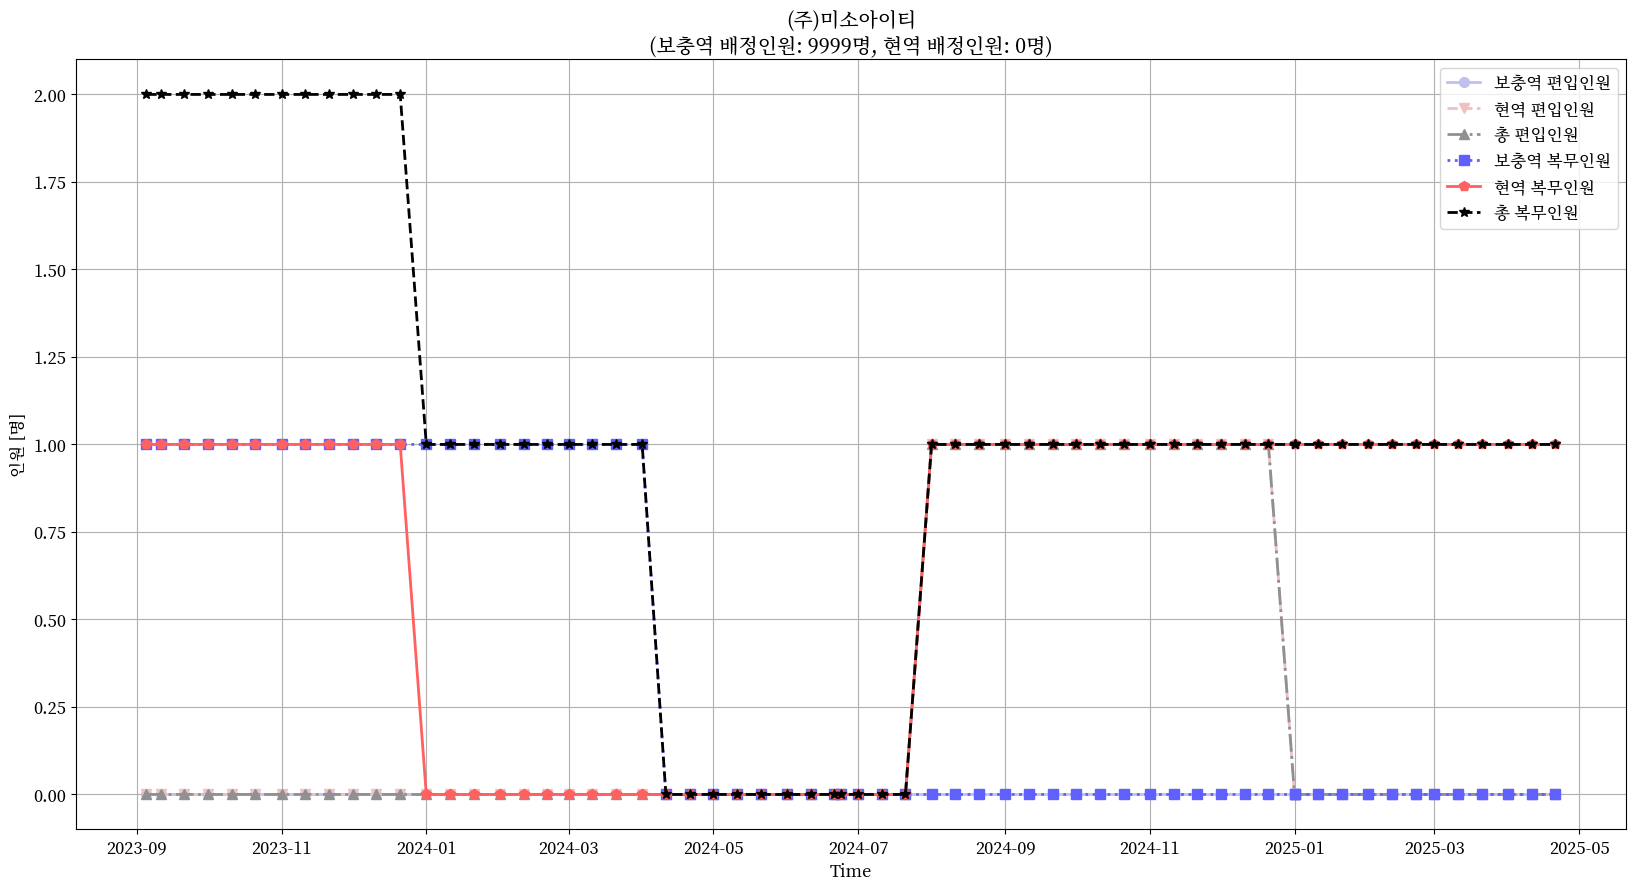 (주)미소아이티
(보충역 배정인원: 9999명, 현역 배정인원: 0명)
보충역 편입인원
현역 편입인원
총 편입인원
보충역 복무인원
현역 복무인원
총 복무인원
인원 [명]
2.00
1.75
1.50
1.25
1.00
0.75
0.50
0.25
0.00
2023-09 2023-11 2024-01 2024-03 2024-05 2024-07 2024-09 2024-11 2025-01 2025-03 2025-05
Time